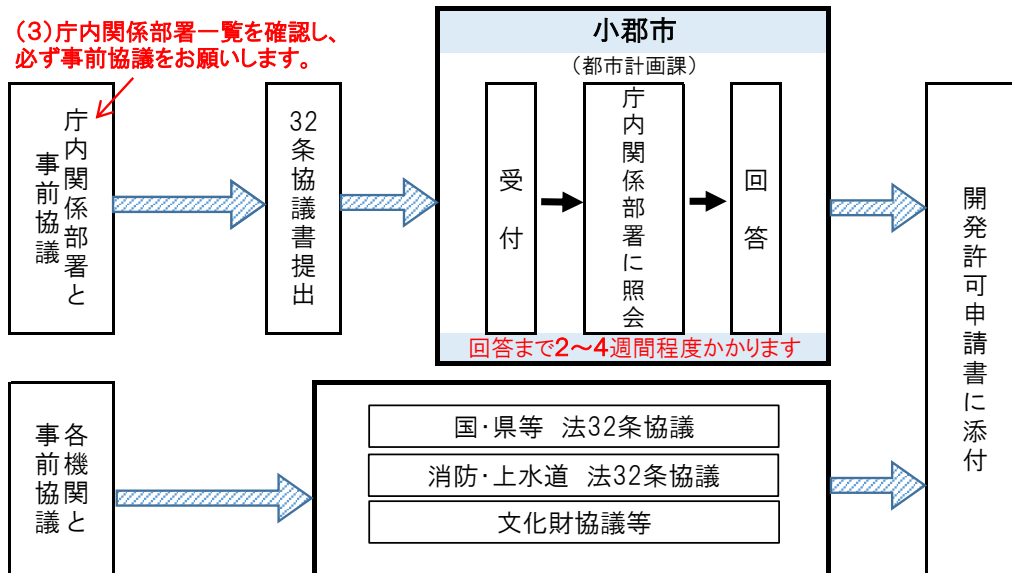 (3)庁内関係部署一覧を確認し、
必ず事前協議をお願いします。
庁内関係部署と
事前協議
32条協議書提出
小郡市
(都市計画課)
受付
庁内関係部署に照会
回答
回答まで2～4週間程度かかります
開発許可申請書に添付
各機関と
事前協議
国・県等 法32条協議
消防・上水道 法32条協議
文化財協議等